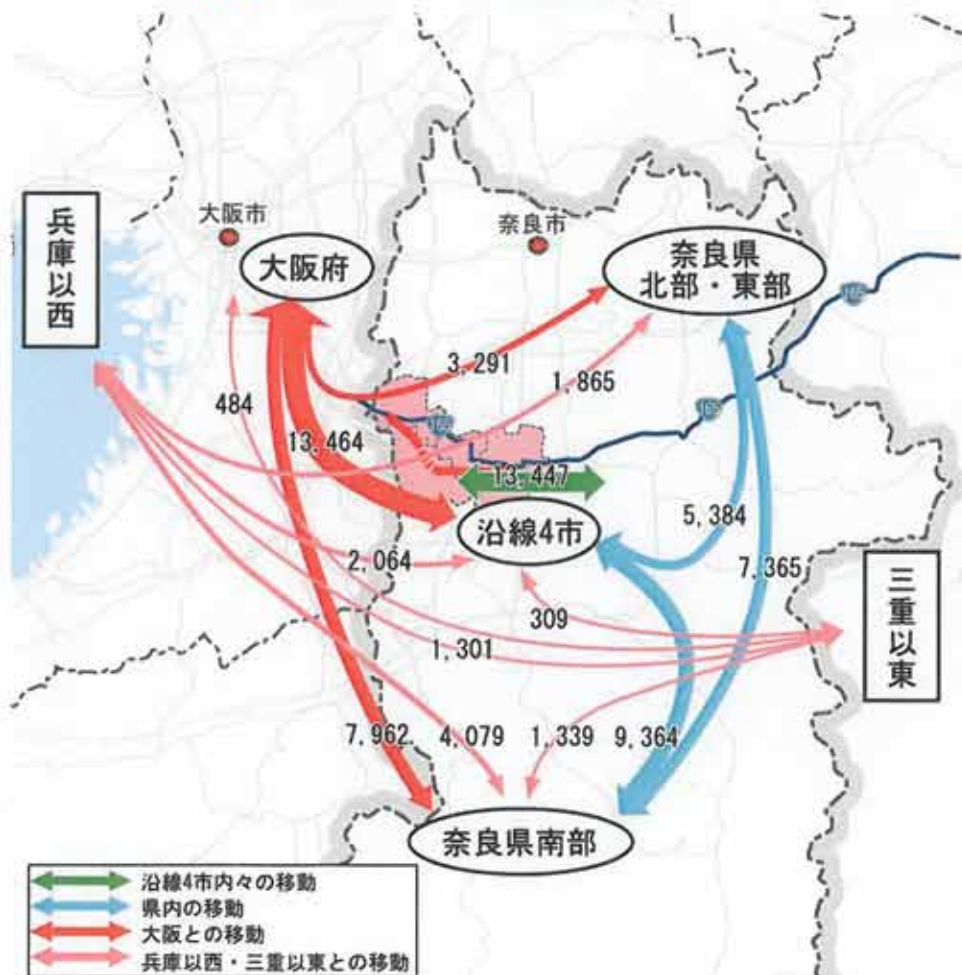 大阪市
奈良市
兵庫以西
大阪府
奈良県
北部・東部
165
3,291
1,865
484
165
165
13,464
13,447
沿線4市
5,384
2,064
7,365
309
三重以東
1,301
7,962
4,079
1,339
9,364
奈良県南部
沿線4市内々の移動
県内の移動
大阪との移動
兵庫以西・三重以東との移動